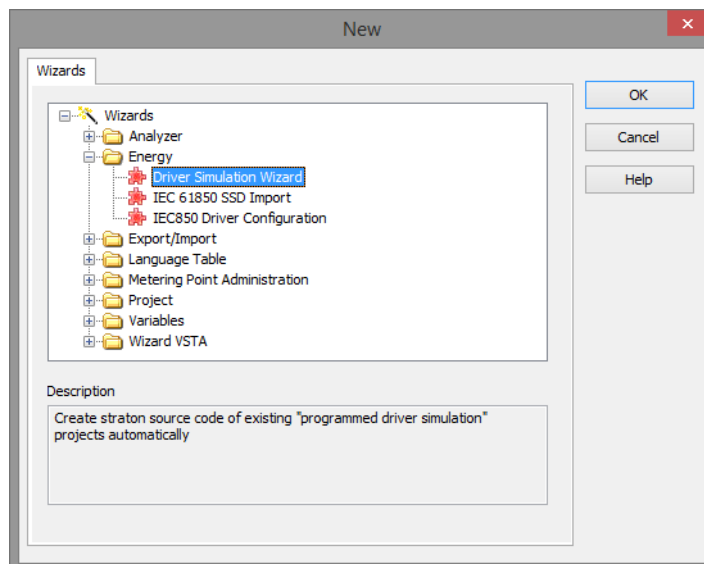 New
Wizards
OK
Cancel
Help
Wizards
Analyzer
Energy
Driver Simulation Wizard
IEC 61850 SSD Import
IEC850 Driver Configuration
Export/Import
Language Table
Metering Point Administration
Project
Variables
Wizard VSTA
Description
Create straton source code of existing "programmed driver simulation"
projects automatically